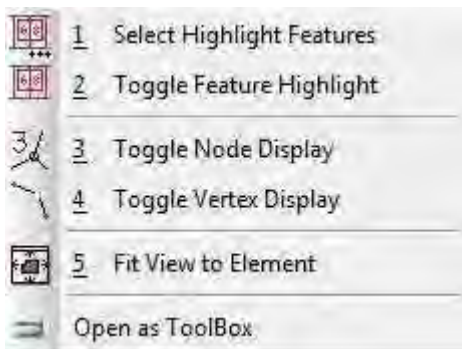 1 Select Highlight Features
2 Toggle Feature Highlight
3 Toggle Node Display
4 Toggle Vertex Display
5 Fit View to Element
Open as ToolBox